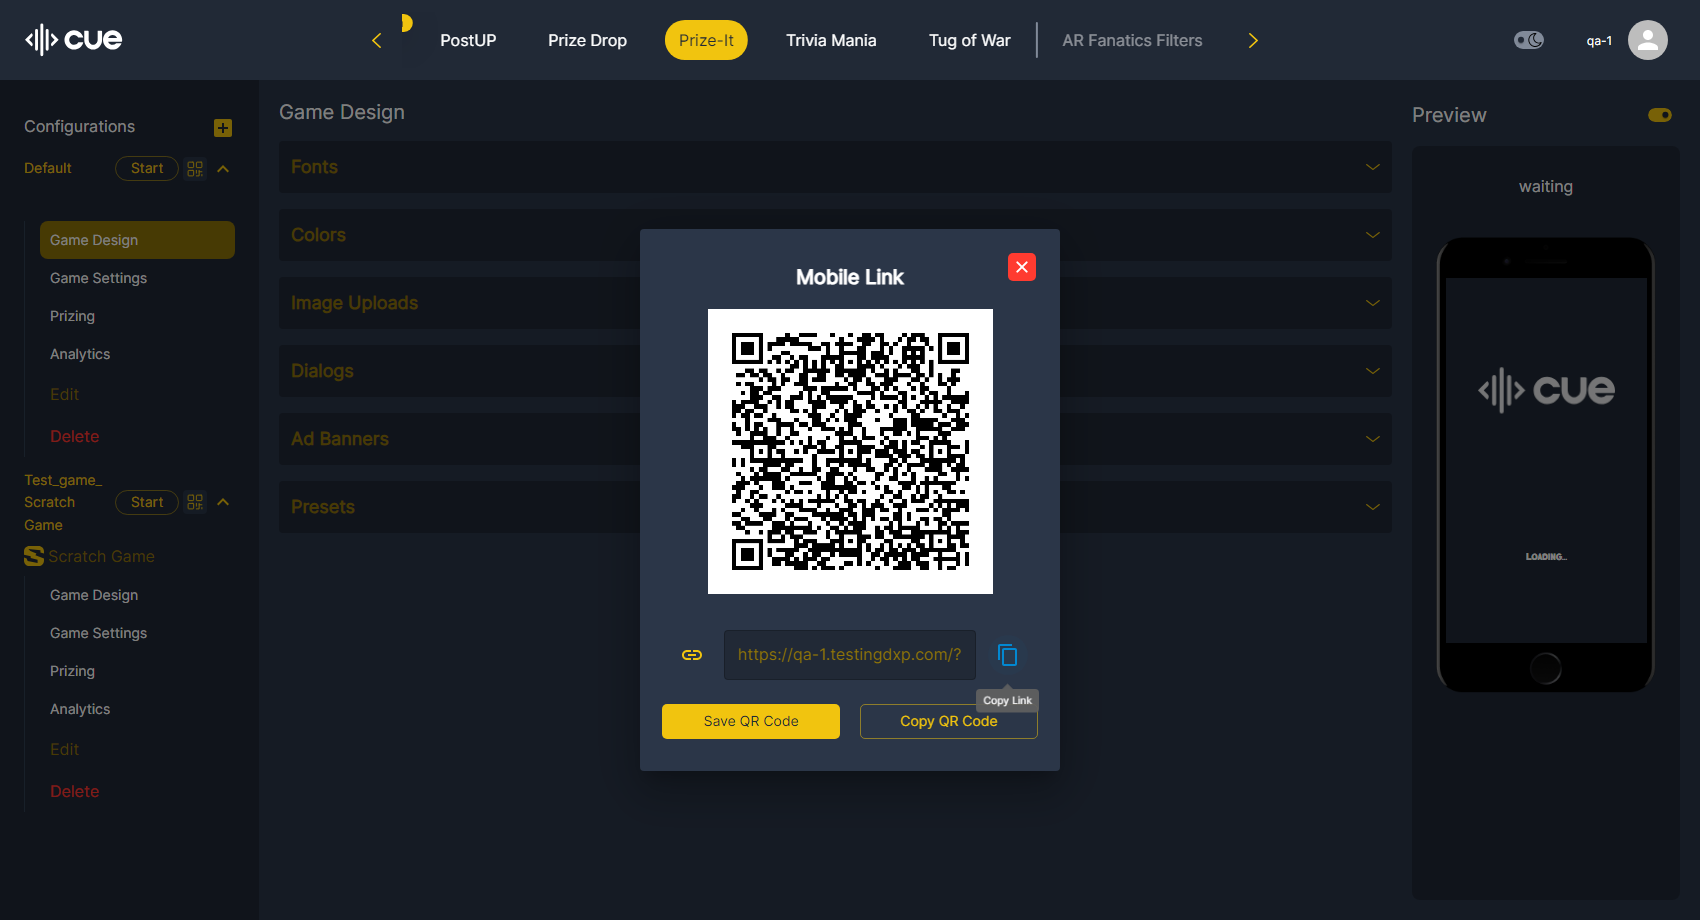 cue
PostUP
Prize Drop
Prize-It
Trivia Mania
Tug of War
AR Fanatics Filters
qa-1
Configurations
Default
Start
Game Design
Game Settings
Prizing
Analytics
Edit
Delete
Test_game_
Scratch
Game
Start
Scratch Game
Game Design
Game Settings
Prizing
Analytics
Edit
Delete
Game Design
Fonts
Colors
Image Uploads
Dialogs
Ad Banners
Presets
Mobile Link
https://qa-1.testingdxp.com/?
Copy Link
Save QR Code
Copy QR Code
Preview
waiting
cue
LOADING...